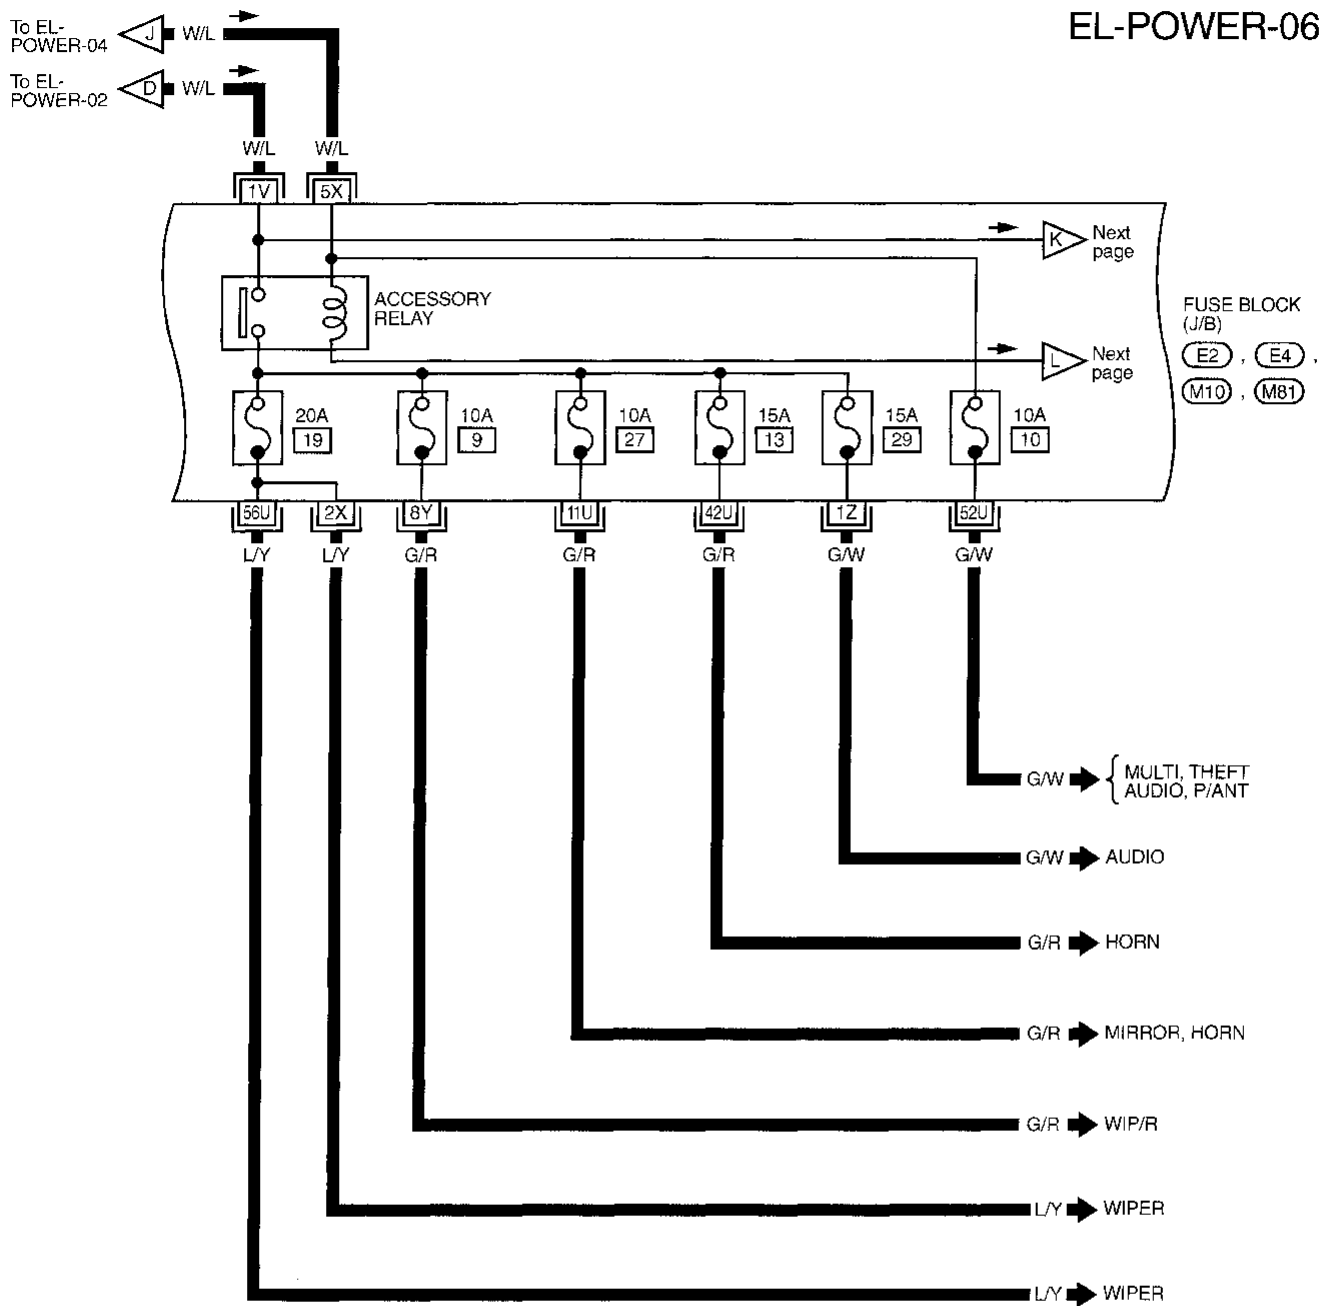 EL-POWER-06
To EL-
POWER-04
J
W/L
To EL-
POWER-02
D
W/L
W/L
W/L
1V
5X
K
Next
page
ACCESSORY
RELAY
FUSE BLOCK
(J/B)
E2 , E4 ,
M10 , M81
L
Next
page
20A
19
10A
9
10A
27
15A
13
15A
29
10A
10
56U
2X
8Y
11U
42U
1Z
52U
L/Y
L/Y
G/R
G/R
G/R
G/W
G/W
G/W
MULTI, THEFT
AUDIO, P/ANT
G/W
AUDIO
G/R
HORN
G/R
MIRROR, HORN
G/R
WIP/R
L/Y
WIPER
L/Y
WIPER